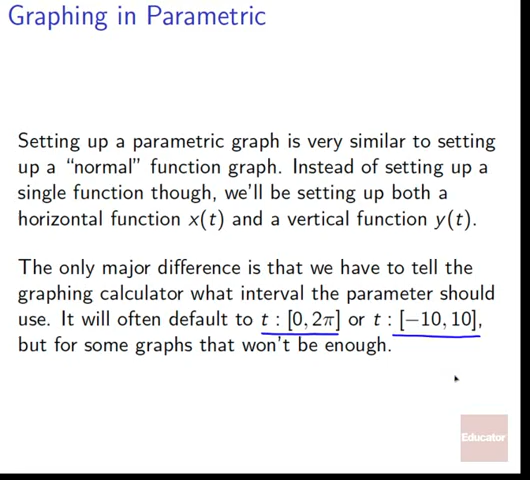 Graphing in Parametric
Setting up a parametric graph is very similar to setting
up a “normal” function graph. Instead of setting up a
single function though, we'll be setting up both a
horizontal function x(t) and a vertical function y(t).
The only major difference is that we have to tell the
graphing calculator what interval the parameter should
use. It will often default to t : [0, 2π] or t : [−10, 10],
but for some graphs that won't be enough.
Educator